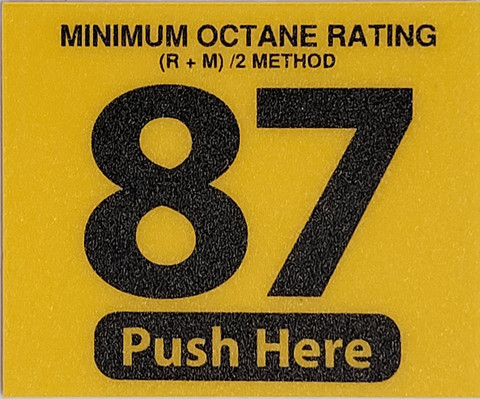 MINIMUM OCTANE RATING
(R + M) /2 METHOD
87
Push Here